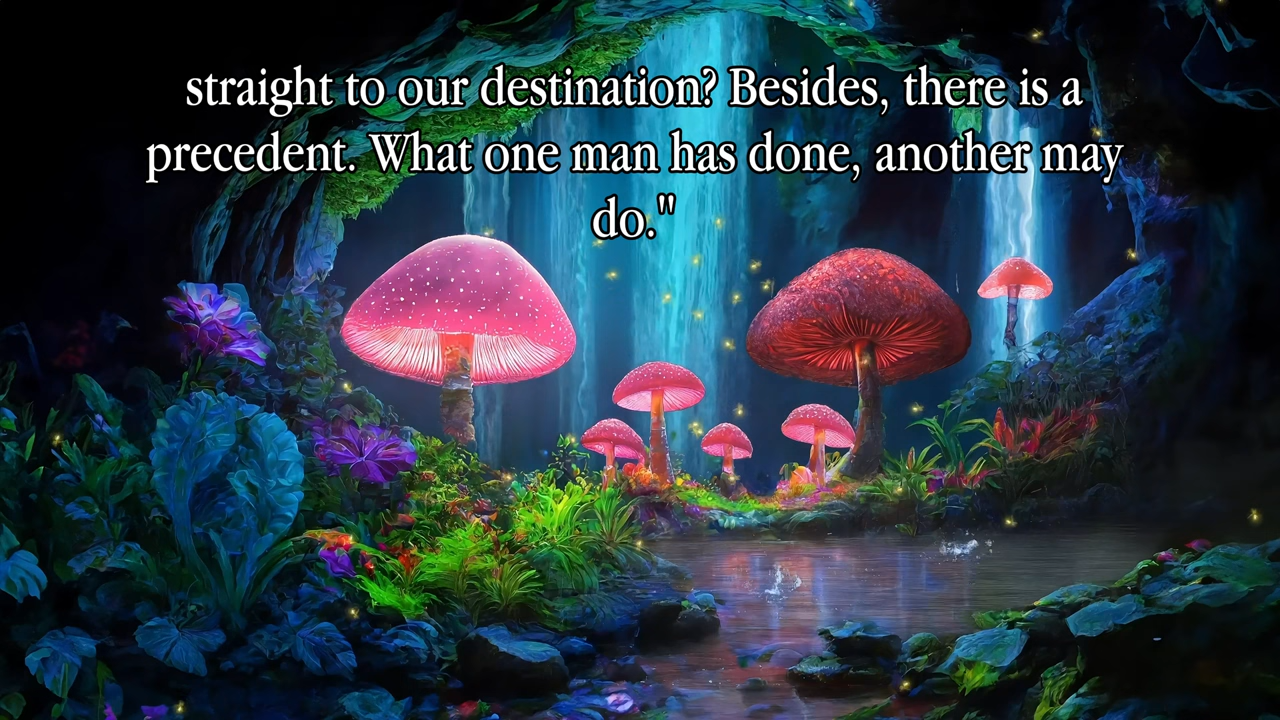 straight to our destination? Besides, there is a
precedent. What one man has done, another may
do."